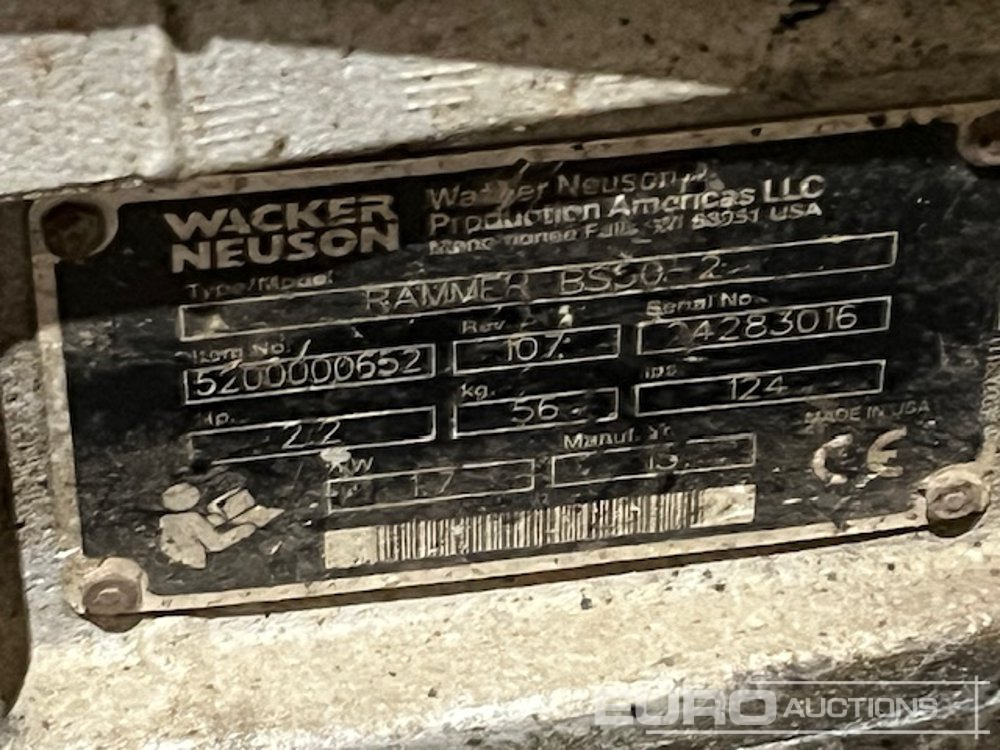 WACKER
NEUSON
Wacker Neuson
Production Americas LLC
Menomonee Falls, WI 53051 USA
Type/Model
RAMMER BS50-2
Item No.
5200000652
Rev.
107
Serial No.
24283016
Hp.
2.2
kg.
56
lbs
124
kW
1.7
Manuf. Yr.
MADE IN USA
CE
EURO AUCTIONS